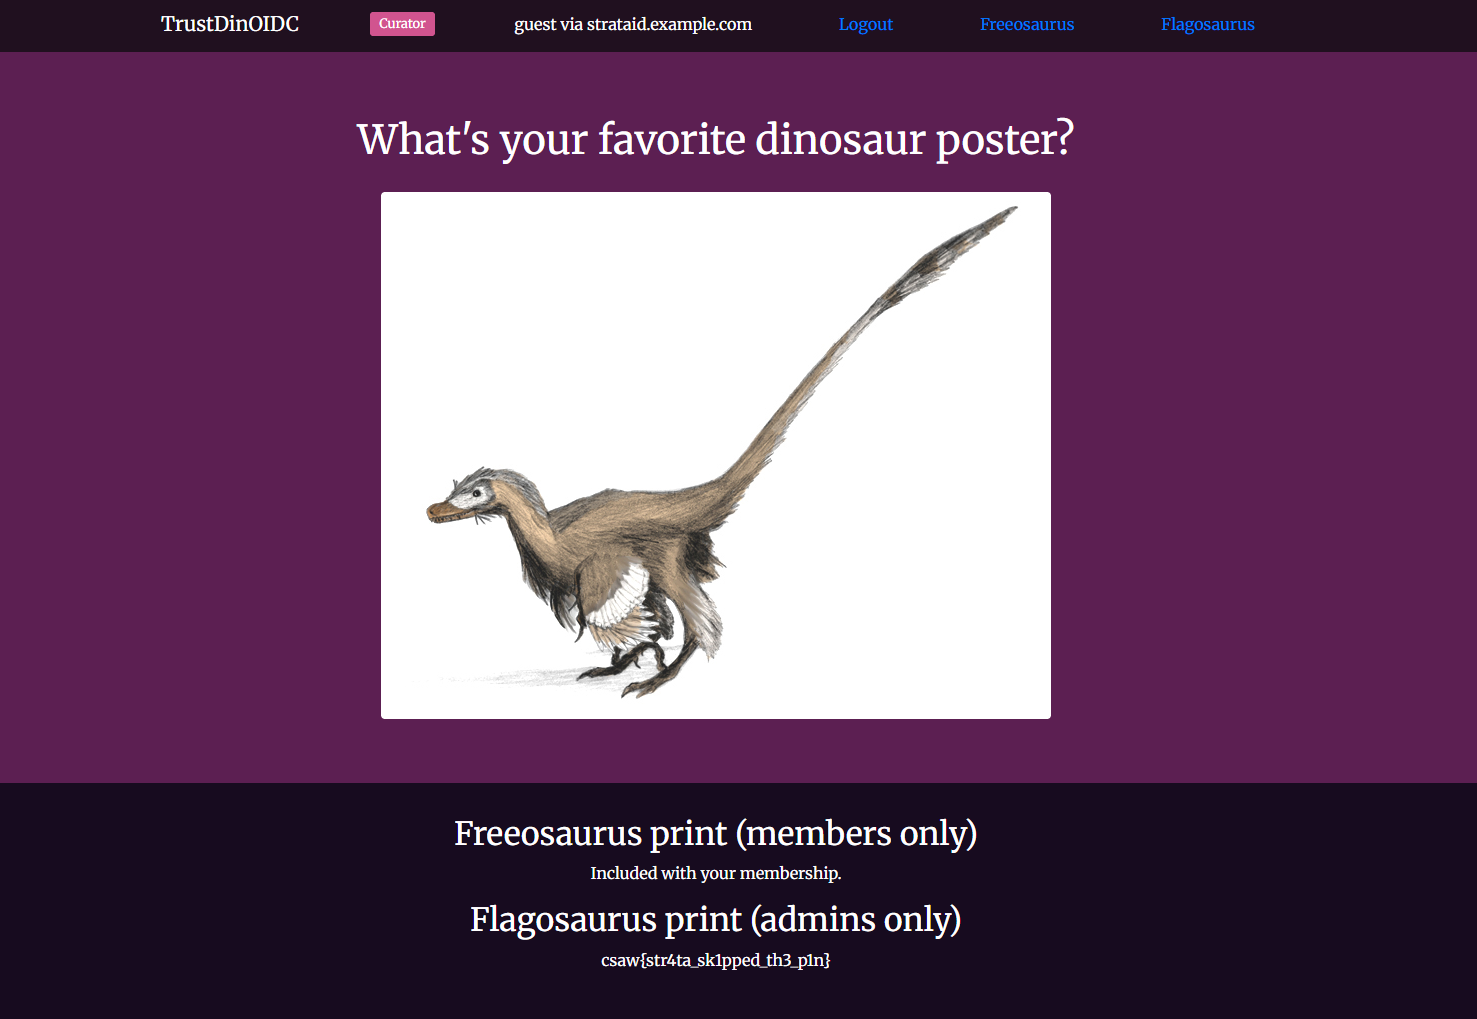 TrustDinOIDC Curator guest via strataid.example.com Logout Freeosaurus Flagosaurus
What's your favorite dinosaur poster?
Freeosaurus print (members only)
Included with your membership.
Flagosaurus print (admins only)
csaw{str4ta_sk1pped_th3_p1n}